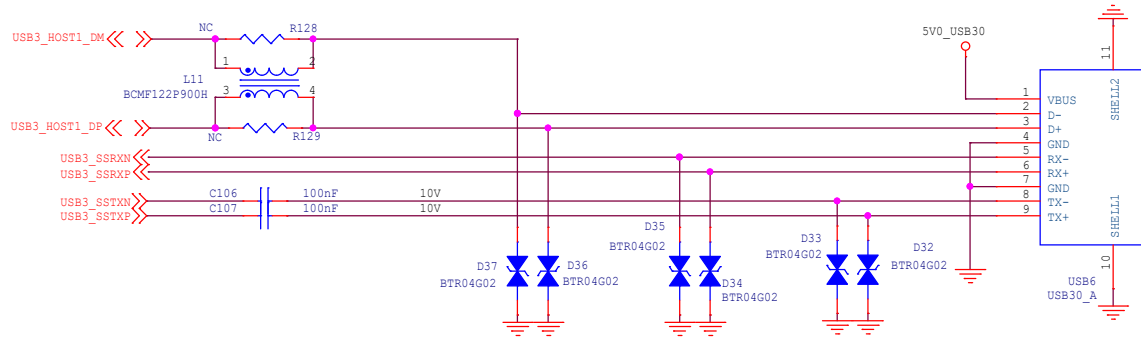 NC
R128
USB3_HOST1_DM
5V0_USB30
11
1
2
L11
BCMF122P900H
3
4
USB3_HOST1_DP
NC
R129
USB3_SSRXN
USB3_SSRXP
USB3_SSTXN
C106
100nF
10V
USB3_SSTXP
C107
100nF
10V
1
VBUS
2
D-
3
D+
4
GND
5
RX-
6
RX+
7
GND
8
TX-
9
TX+
SHELL2
SHELL1
10
USB6
USB30_A
D37
BTR04G02
D36
BTR04G02
D35
BTR04G02
D34
BTR04G02
D33
BTR04G02
D32
BTR04G02